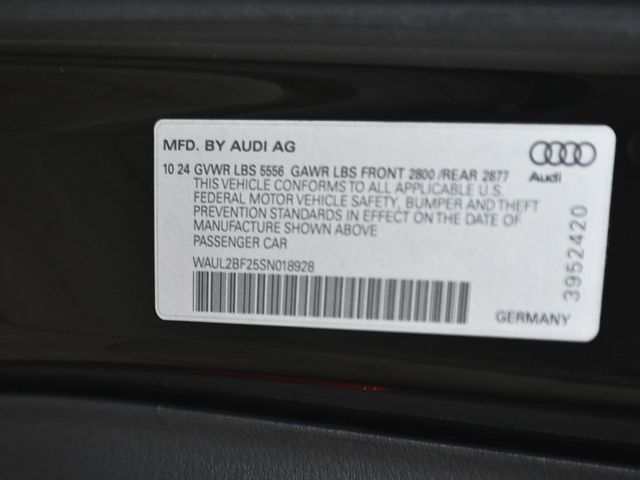 MFD. BY AUDI AG
Audi
10 24 GVWR LBS 5556 GAWR LBS FRONT 2800 /REAR 2877
THIS VEHICLE CONFORMS TO ALL APPLICABLE U.S.
FEDERAL MOTOR VEHICLE SAFETY, BUMPER AND THEFT
PREVENTION STANDARDS IN EFFECT ON THE DATE OF
MANUFACTURE SHOWN ABOVE
PASSENGER CAR
WAUL2BF25SN018928
3952420
GERMANY